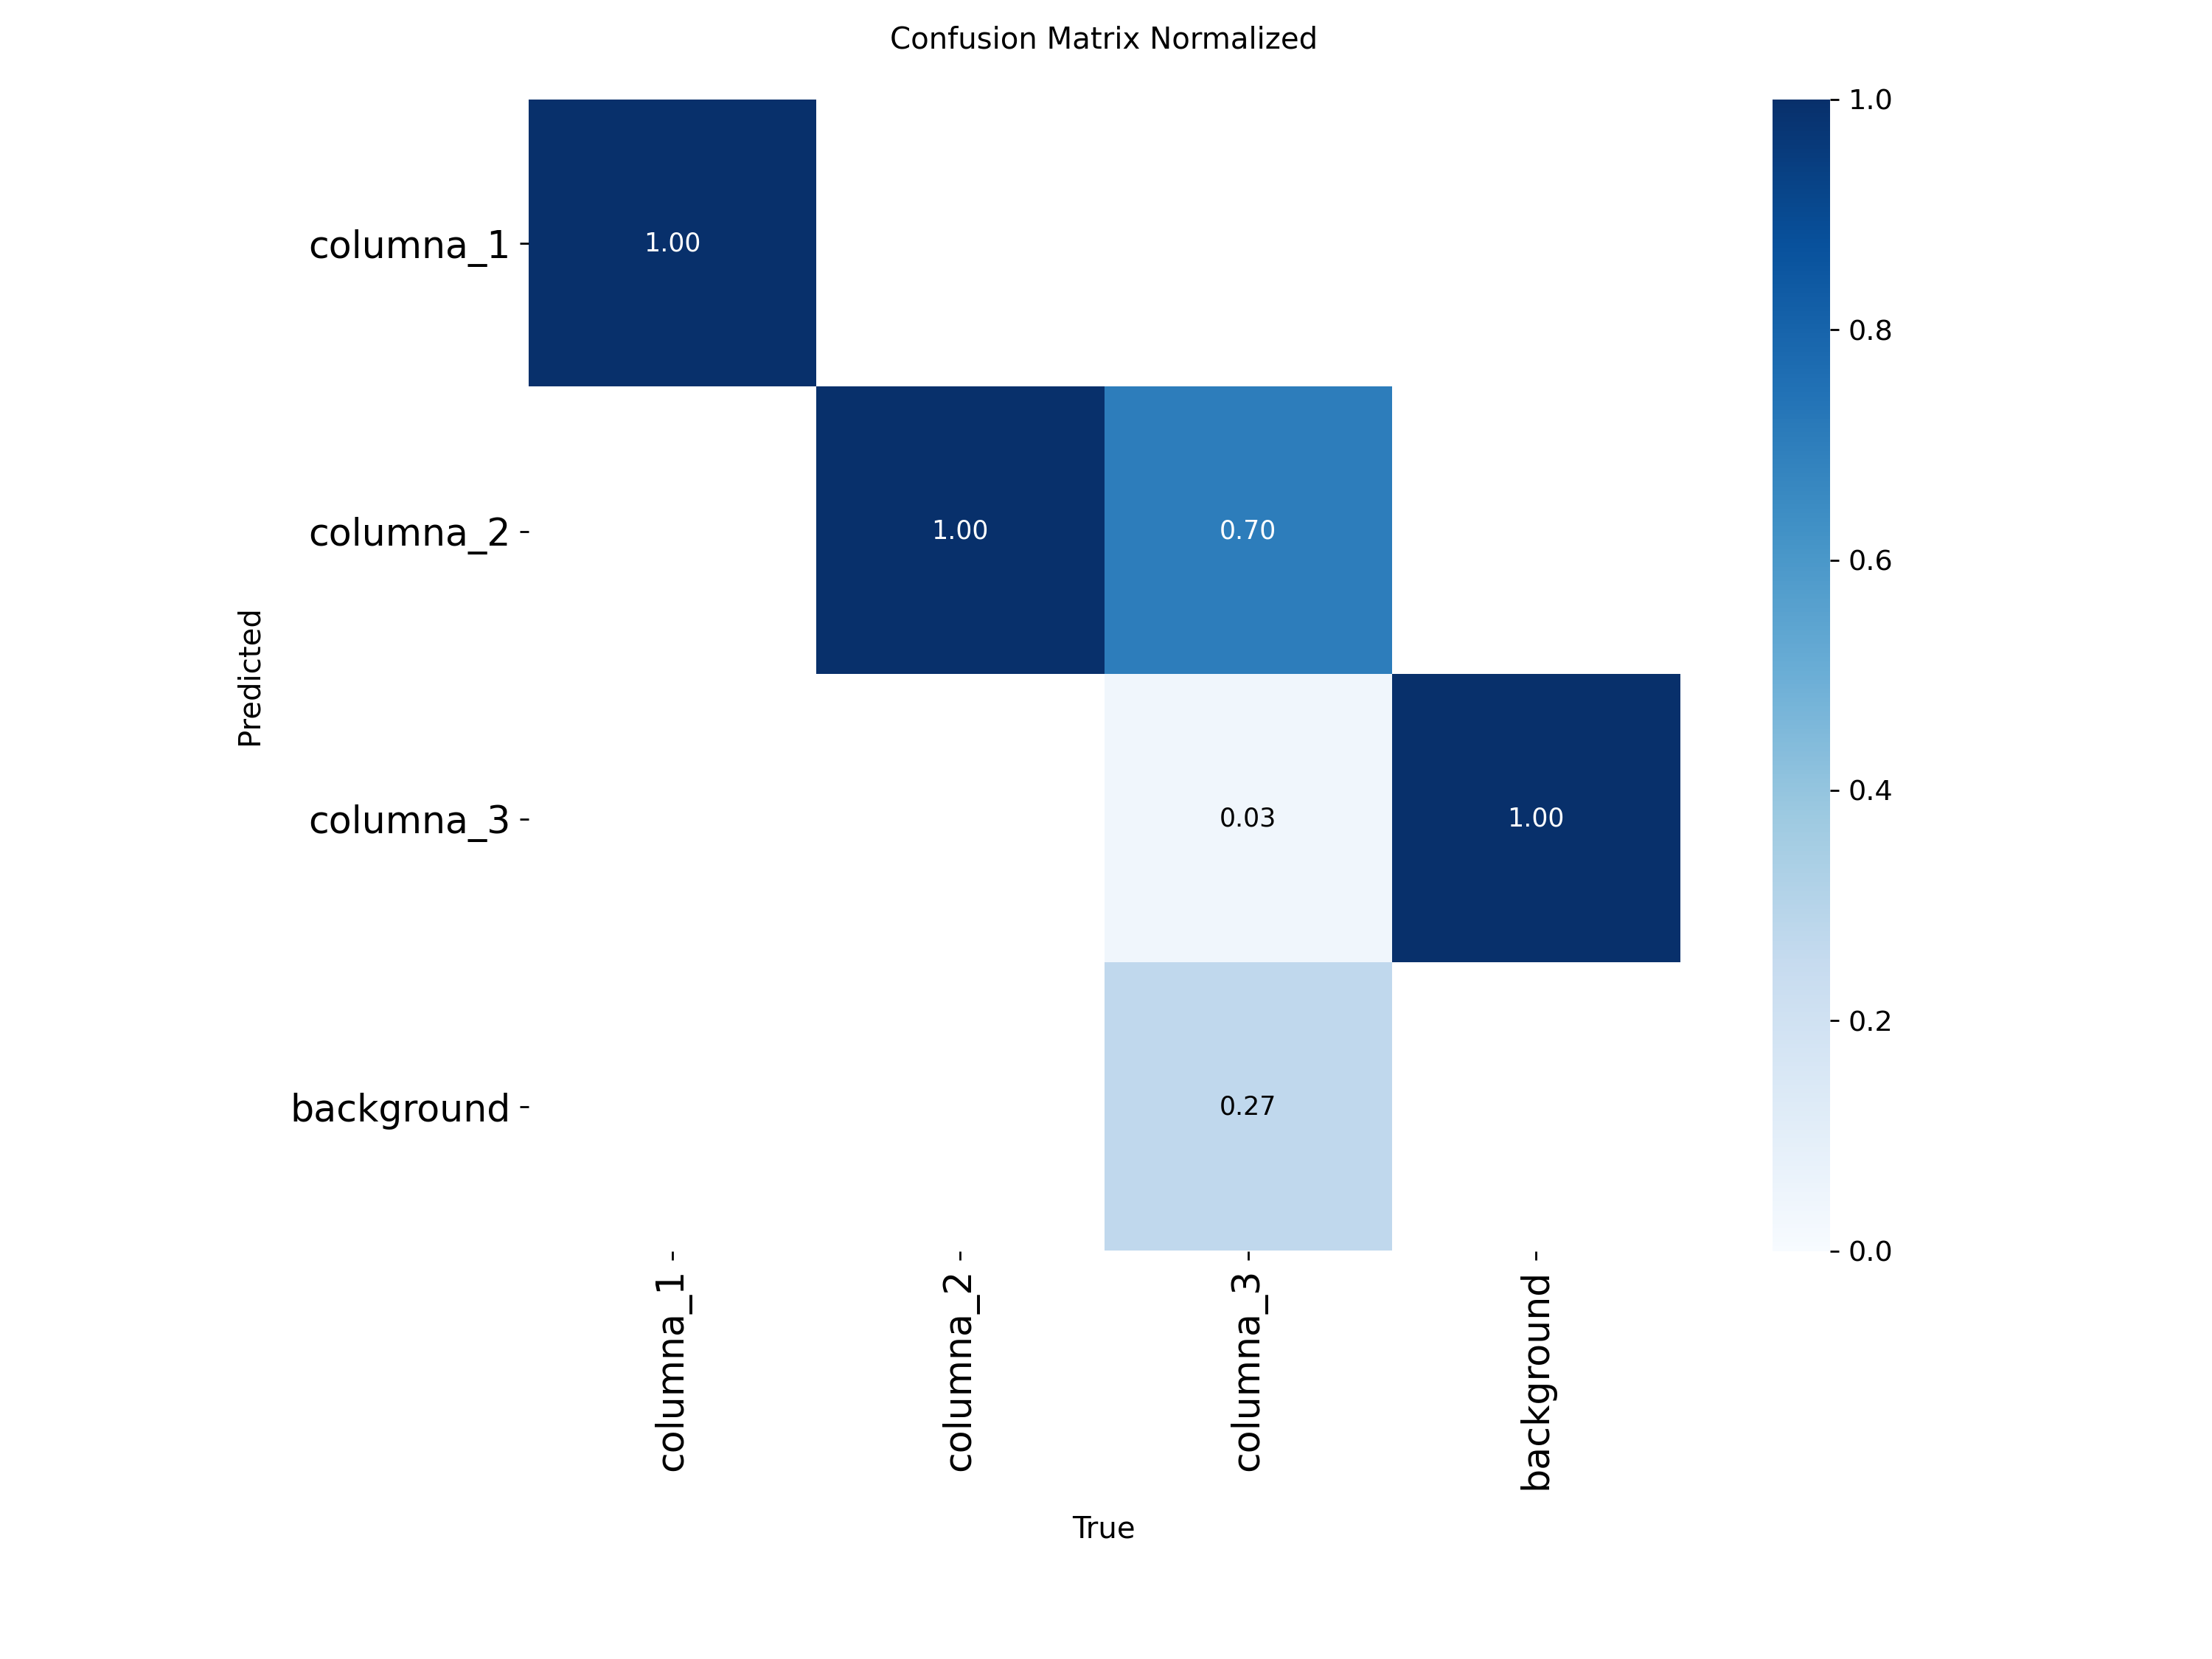 Confusion Matrix Normalized
1.0
columna_1
1.00
0.8
columna_2
1.00
0.70
0.6
Predicted
columna_3
0.03
1.00
0.4
background
0.27
0.2
0.0
columna_1
columna_2
columna_3
background
True